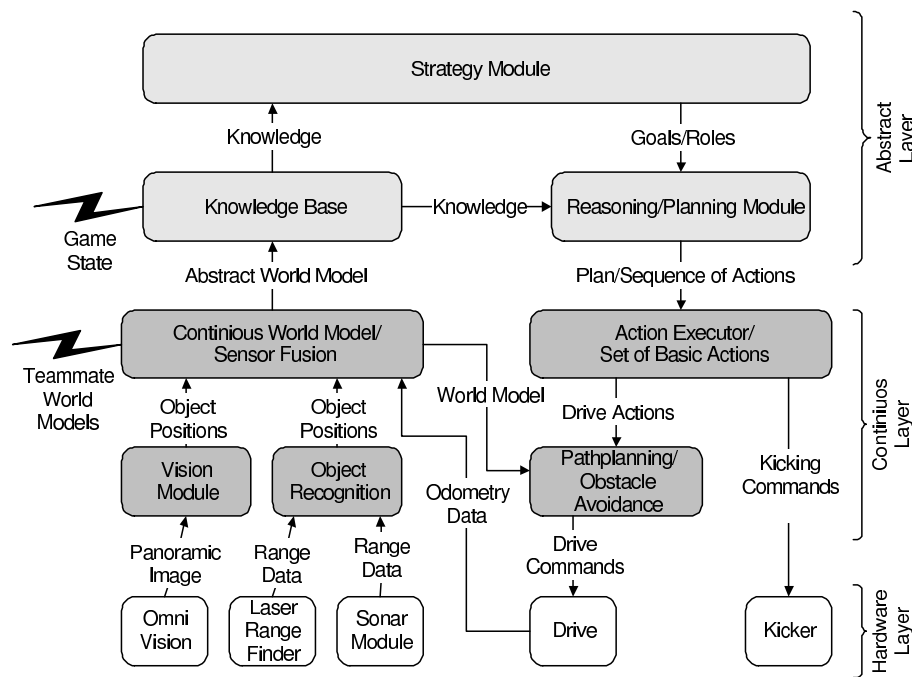 Strategy Module
Knowledge
Goals/Roles
Abstract
Layer
Knowledge Base
Knowledge
Reasoning/Planning Module
Game
State
Abstract World Model
Plan/Sequence of Actions
Continious World Model/
Sensor Fusion
Action Executor/
Set of Basic Actions
Teammate
World
Models
Object
Positions
Object
Positions
World Model
Drive Actions
Continiuos
Layer
Vision
Module
Object
Recognition
Odometry
Data
Pathplanning/
Obstacle
Avoidance
Kicking
Commands
Panoramic
Image
Range
Data
Range
Data
Drive
Commands
Omni
Vision
Laser
Range
Finder
Sonar
Module
Drive
Kicker
Hardware
Layer